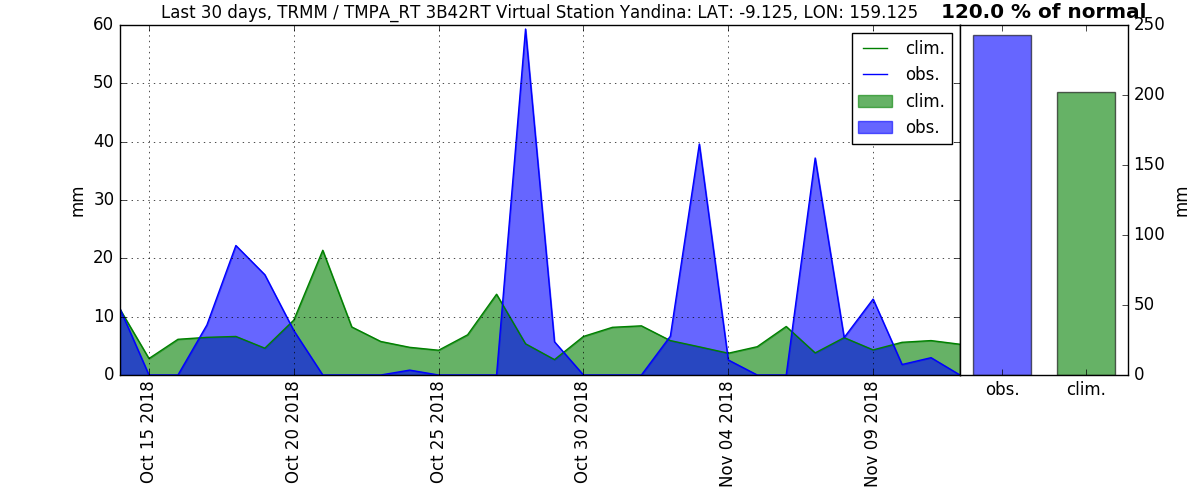 Last 30 days, TRMM / TMPA_RT 3B42RT Virtual Station Yandina: LAT: -9.125, LON: 159.125
120.0 % of normal
60
50
40
30
20
10
0
mm
clim.
obs.
clim.
obs.
250
200
150
100
50
0
mm
obs.
clim.
Oct 15 2018
Oct 20 2018
Oct 25 2018
Oct 30 2018
Nov 04 2018
Nov 09 2018